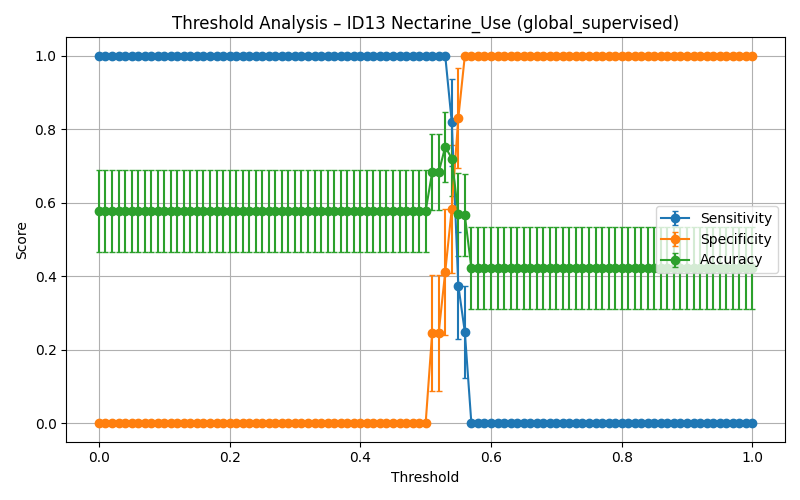 Threshold Analysis – ID13 Nectarine_Use (global_supervised)
1.0
0.8
0.6
0.4
0.2
0.0
Score
Sensitivity
Specificity
Accuracy
0.0 0.2 0.4 0.6 0.8 1.0
Threshold